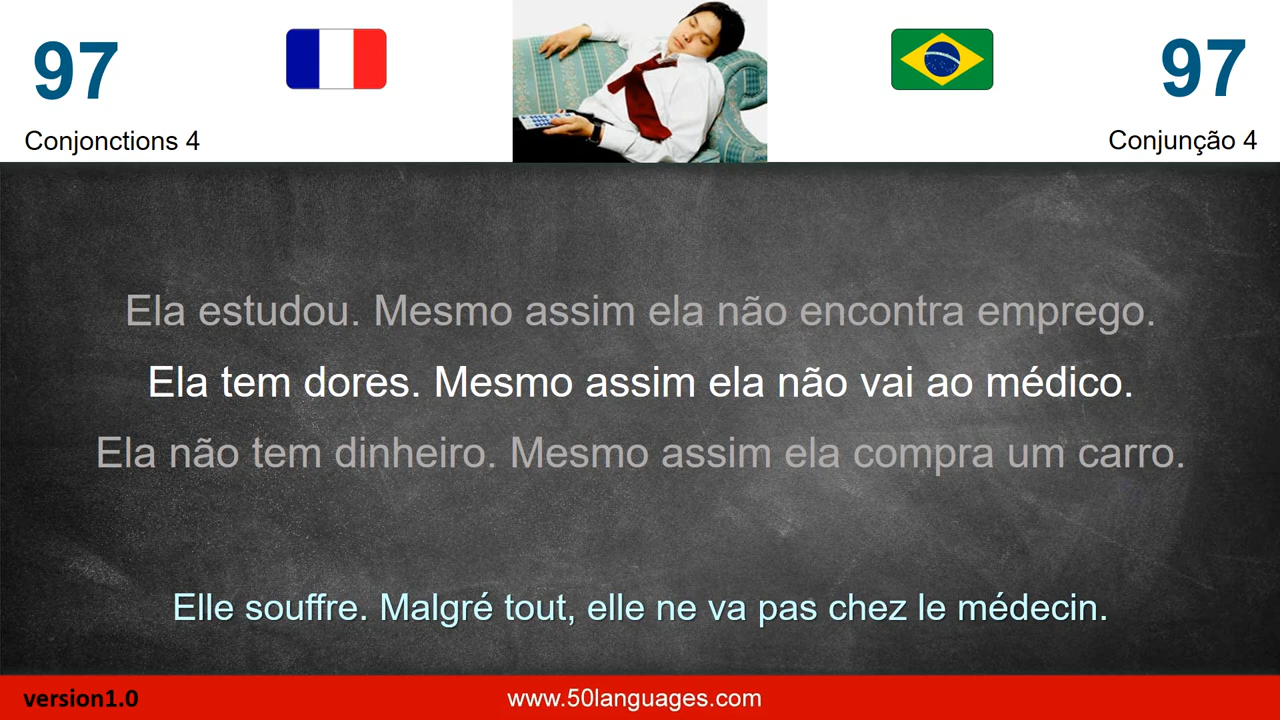 97
97
Conjonctions 4
Conjunção 4
Ela estudou. Mesmo assim ela não encontra emprego.
Ela tem dores. Mesmo assim ela não vai ao médico.
Ela não tem dinheiro. Mesmo assim ela compra um carro.
Elle souffre. Malgré tout, elle ne va pas chez le médecin.
version1.0
www.50languages.com